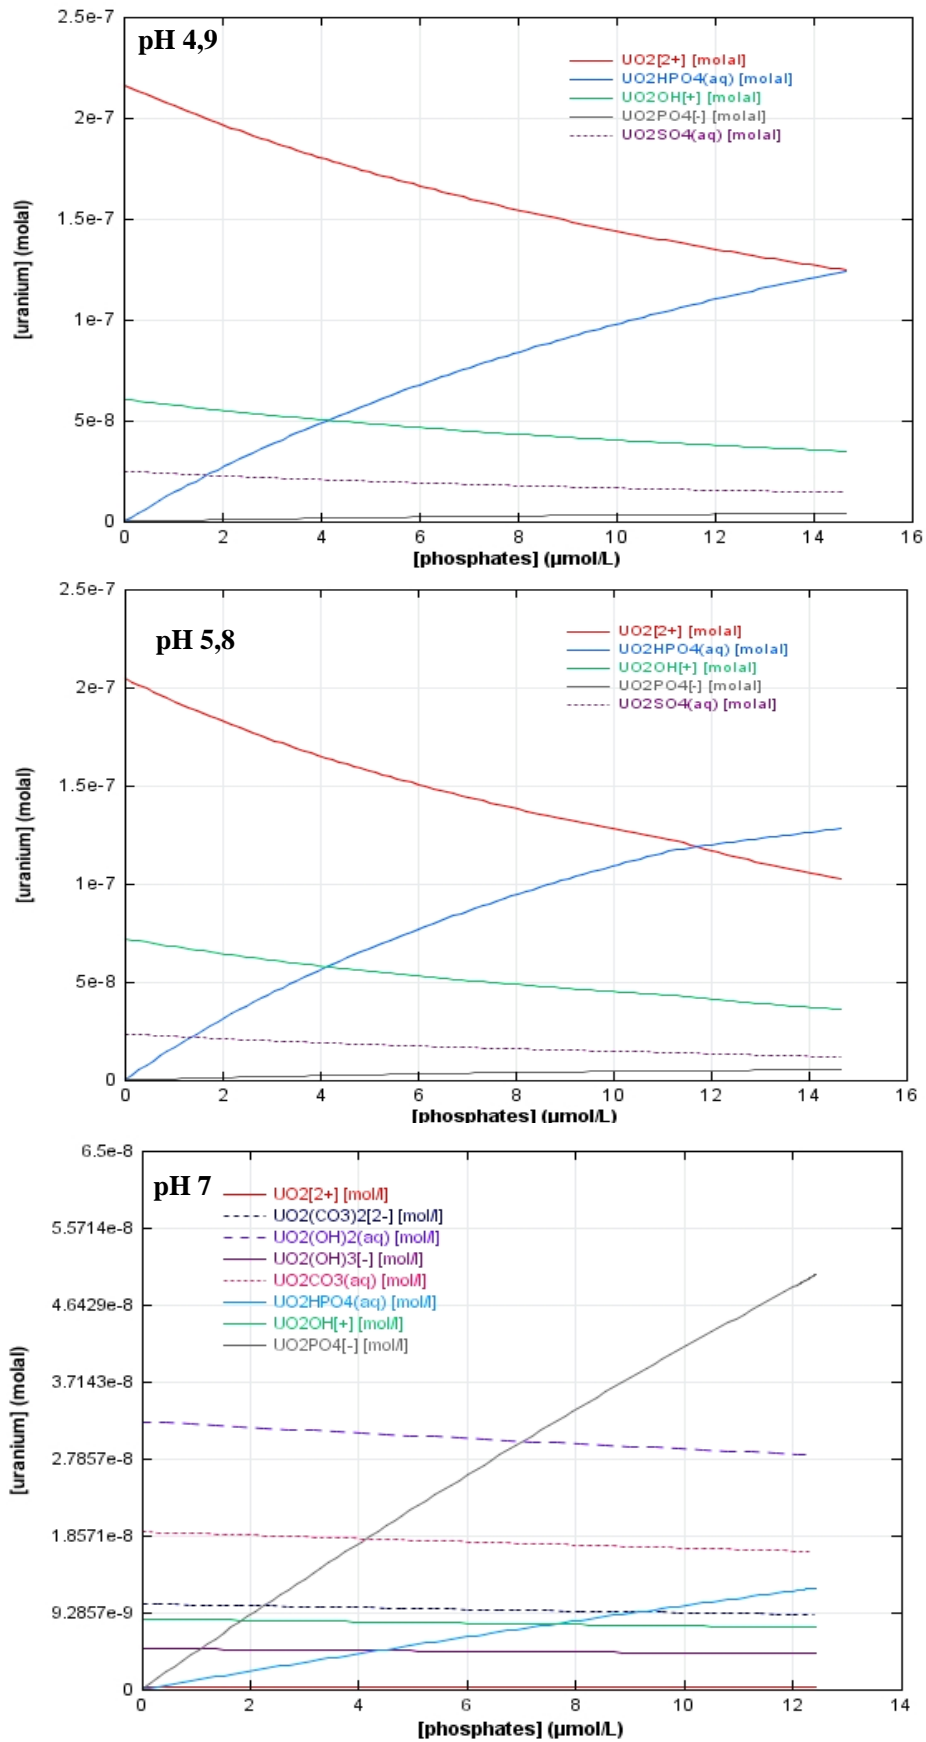 2.5e-7
pH 4,9
UO2[2+] [molal]
UO2HPO4(aq) [molal]
UO2OH[+] [molal]
UO2PO4[-] [molal]
UO2SO4(aq) [molal]
2e-7
1.5e-7
1e-7
5e-8
0
[uranium] (molal)
0 2 4 6 8 10 12 14 16
[phosphates] (µmol/L)
2.5e-7
pH 5,8
UO2[2+] [molal]
UO2HPO4(aq) [molal]
UO2OH[+] [molal]
UO2PO4[-] [molal]
UO2SO4(aq) [molal]
2e-7
1.5e-7
1e-7
5e-8
0
[uranium] (molal)
0 2 4 6 8 10 12 14 16
[phosphates] (µmol/L)
6.5e-8
pH 7
UO2[2+] [mol/l]
UO2(CO3)2[2-] [mol/l]
UO2(OH)2(aq) [mol/l]
UO2(OH)3[-] [mol/l]
UO2CO3(aq) [mol/l]
UO2HPO4(aq) [mol/l]
UO2OH[+] [mol/l]
UO2PO4[-] [mol/l]
5.5714e-8
4.6429e-8
3.7143e-8
2.7857e-8
1.8571e-8
9.2857e-9
0
[uranium] (molal)
0 2 4 6 8 10 12 14
[phosphates] (µmol/L)